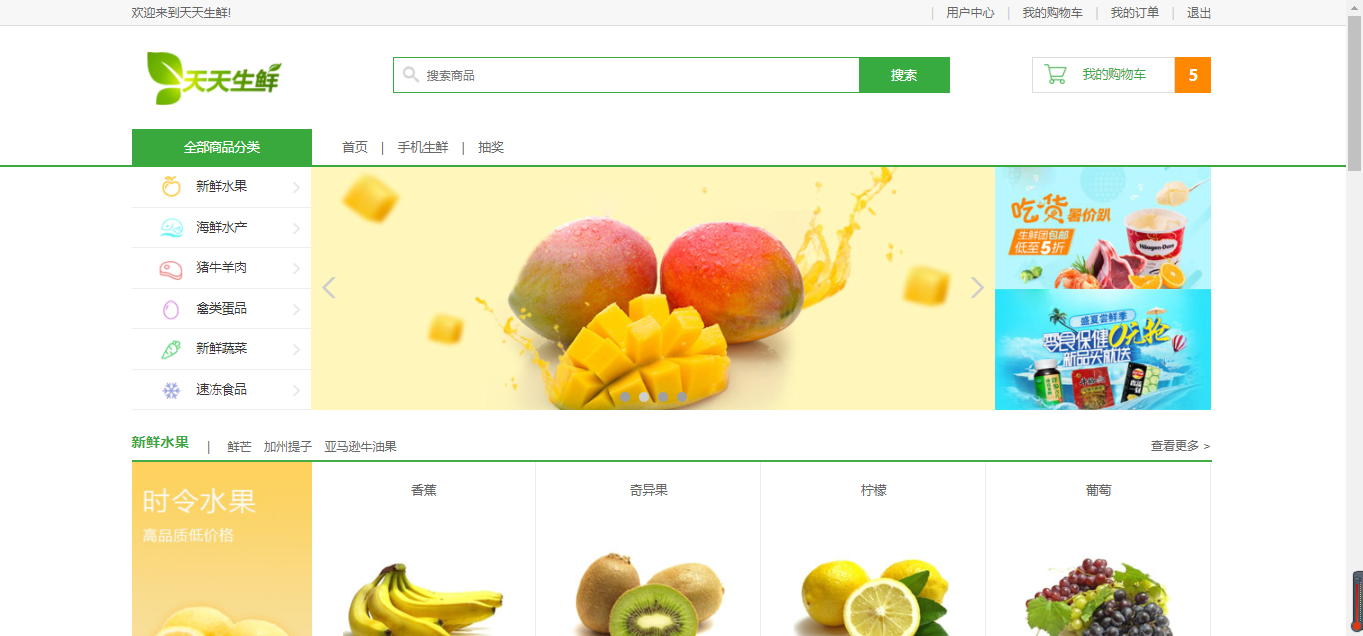 欢迎来到天天生鲜!
| 用户中心 | 我的购物车 | 我的订单 | 退出
天天生鲜
搜索商品 搜索
我的购物车 5
全部商品分类 首页 | 手机生鲜 | 抽奖
新鲜水果
海鲜水产
猪牛羊肉
禽类蛋品
新鲜蔬菜
速冻食品
吃货暑价趴
生鲜团包邮
低至5折
Häagen-Dazs
盛夏尝鲜季
零食保健0元抢
新品买就送
新鲜水果 | 鲜芒 加州提子 亚马逊牛油果 查看更多 >
时令水果
高品质低价格
香蕉 奇异果 柠檬 葡萄